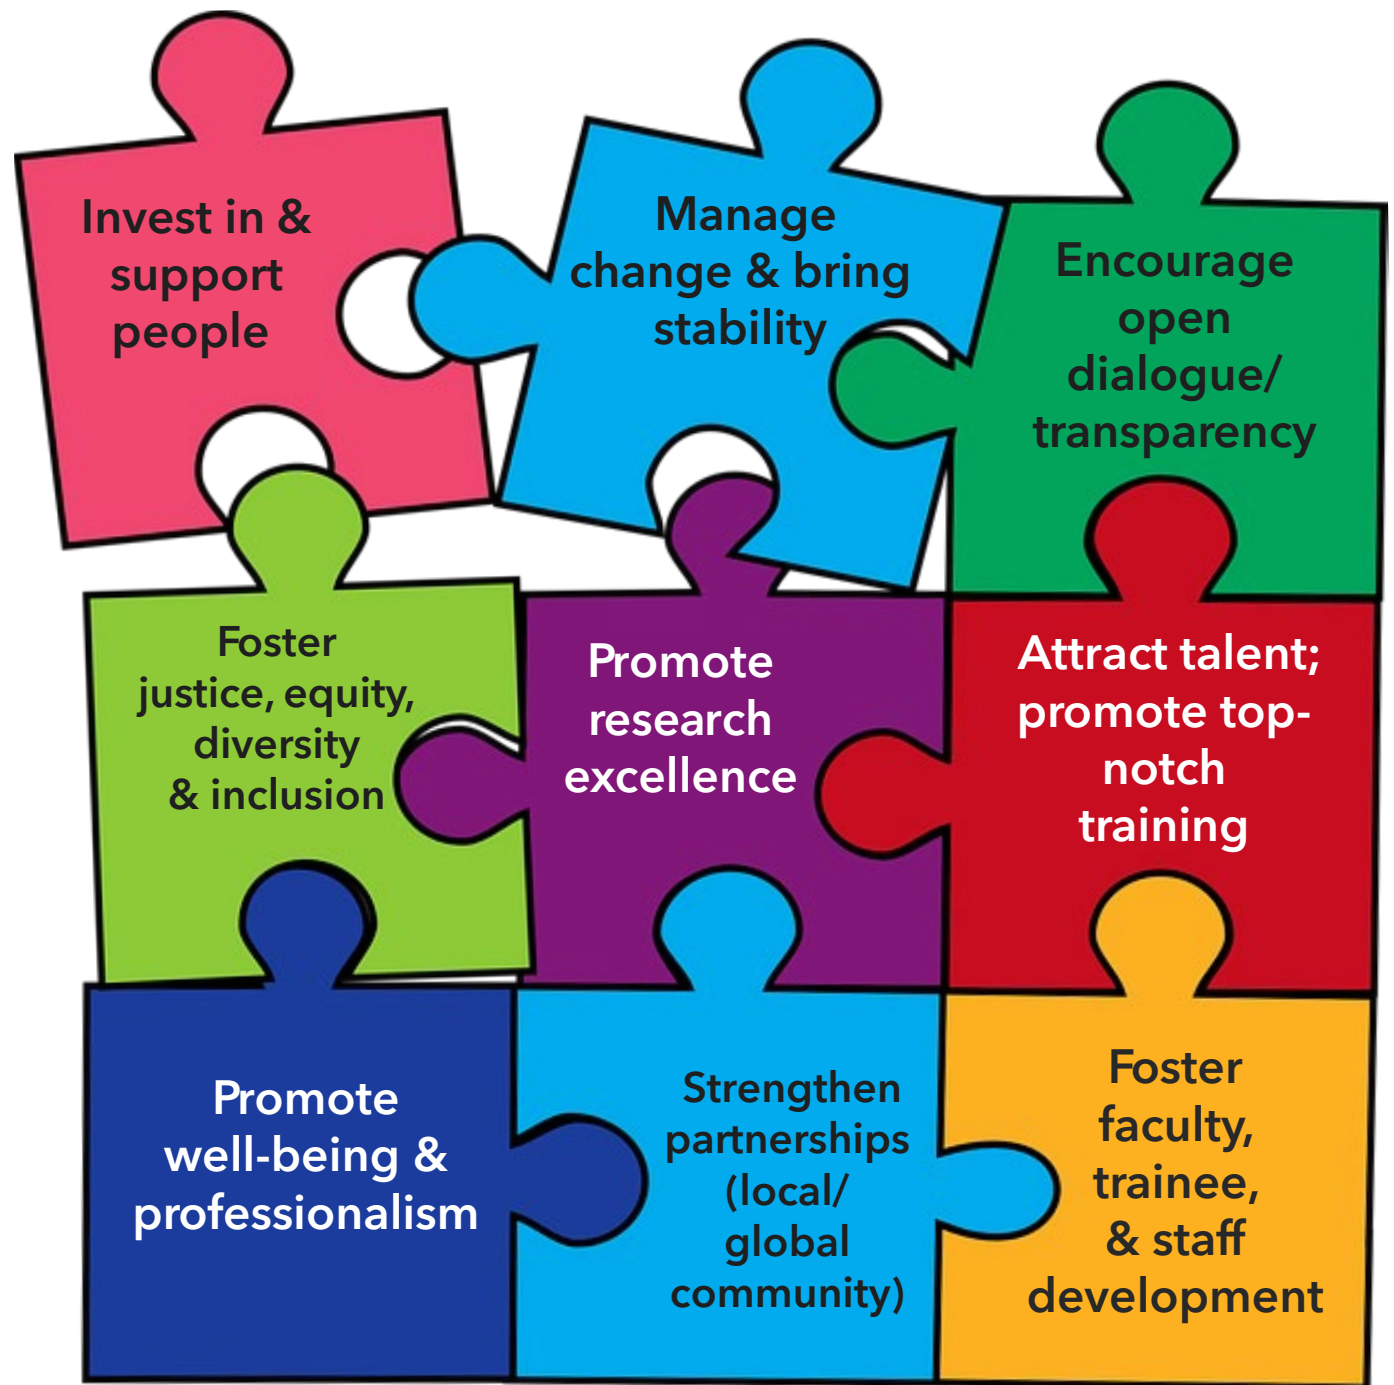 Invest in &
support
people
Manage
change & bring
stability
Encourage
open
dialogue/
transparency
Foster
justice, equity,
diversity
& inclusion
Promote
research
excellence
Attract talent;
promote top-
notch
training
Promote
well-being &
professionalism
Strengthen
partnerships
(local/
global
community)
Foster
faculty,
trainee,
& staff
development